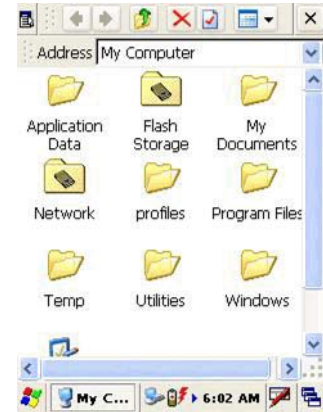 Address My Computer
Application Data
Flash Storage
My Documents
Network
profiles
Program Files
Temp
Utilities
Windows
My C...
6:02 AM